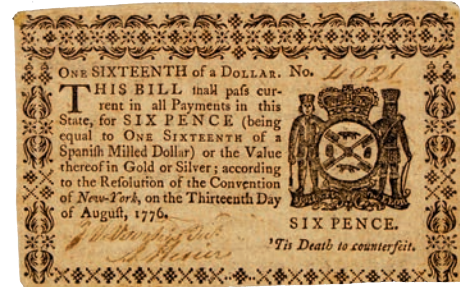 ONE SIXTEENTH of a DOLLAR. No. 4021
THIS BILL ſhall paſs cur-
rent in all Payments in this
State, for SIX PENCE (being
equal to ONE SIXTEENTH of a
Spaniſh Milled Dollar) or the Value
thereof in Gold or Silver; according
to the Reſolution of the Convention
of New-York, on the Thirteenth Day
of Auguſt, 1776.
SIX PENCE.
'Tis Death to counterfeit.